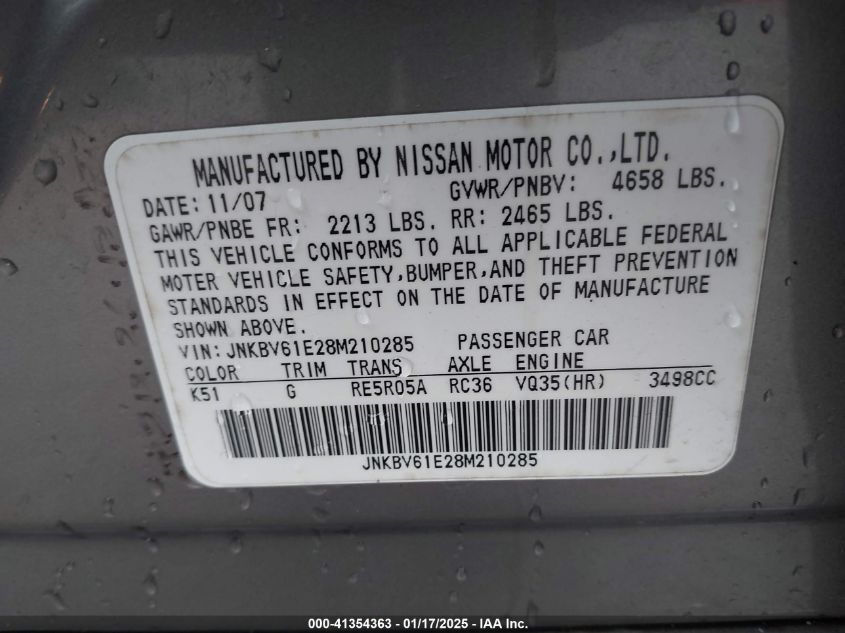 MANUFACTURED BY NISSAN MOTOR CO.,LTD.
DATE: 11/07 GVWR/PNBV: 4658 LBS.
GAWR/PNBE FR: 2213 LBS. RR: 2465 LBS.
THIS VEHICLE CONFORMS TO ALL APPLICABLE FEDERAL
MOTER VEHICLE SAFETY,BUMPER,AND THEFT PREVENTION
STANDARDS IN EFFECT ON THE DATE OF MANUFACTURE
SHOWN ABOVE.
VIN: JNKBV61E28M210285 PASSENGER CAR
COLOR TRIM TRANS AXLE ENGINE
K51 G RE5R05A RC36 VQ35(HR) 3498CC
JNKBV61E28M210285
000-41354363 - 01/17/2025 - IAA Inc.